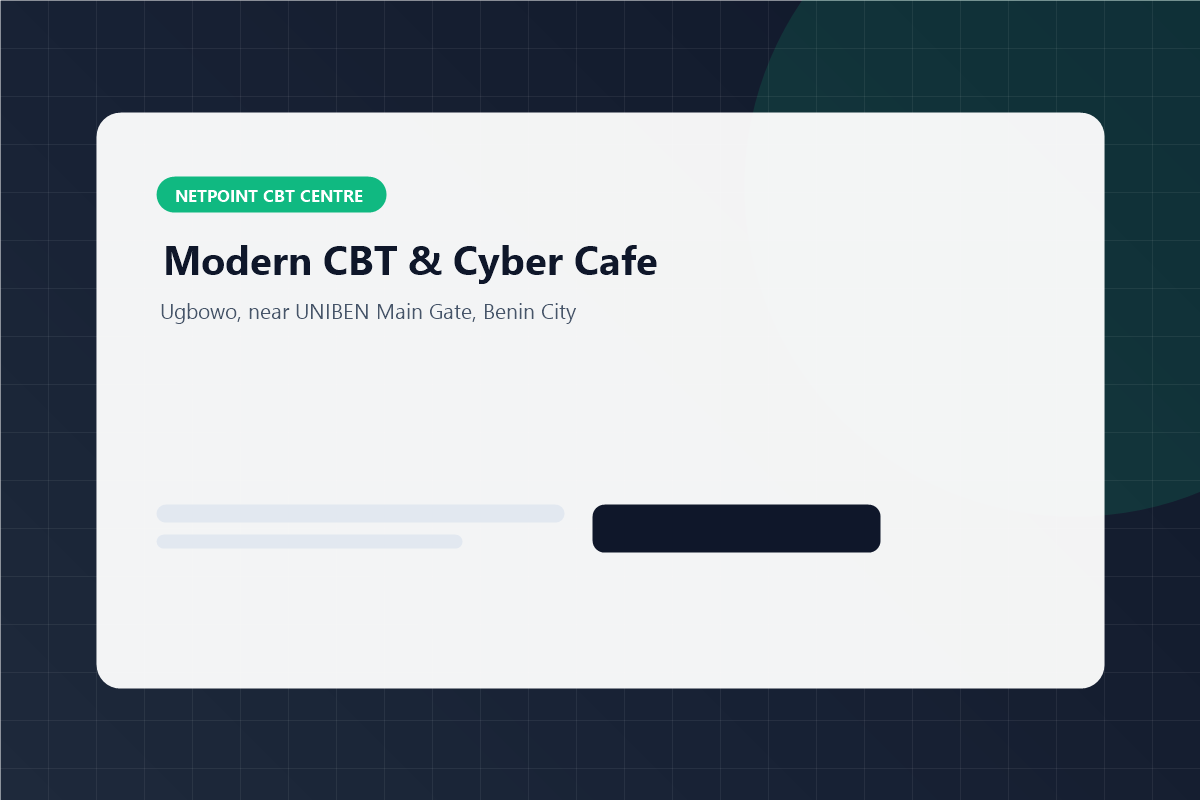 NETPOINT CBT CENTRE
Modern CBT & Cyber Cafe
Ugbowo, near UNIBEN Main Gate, Benin City